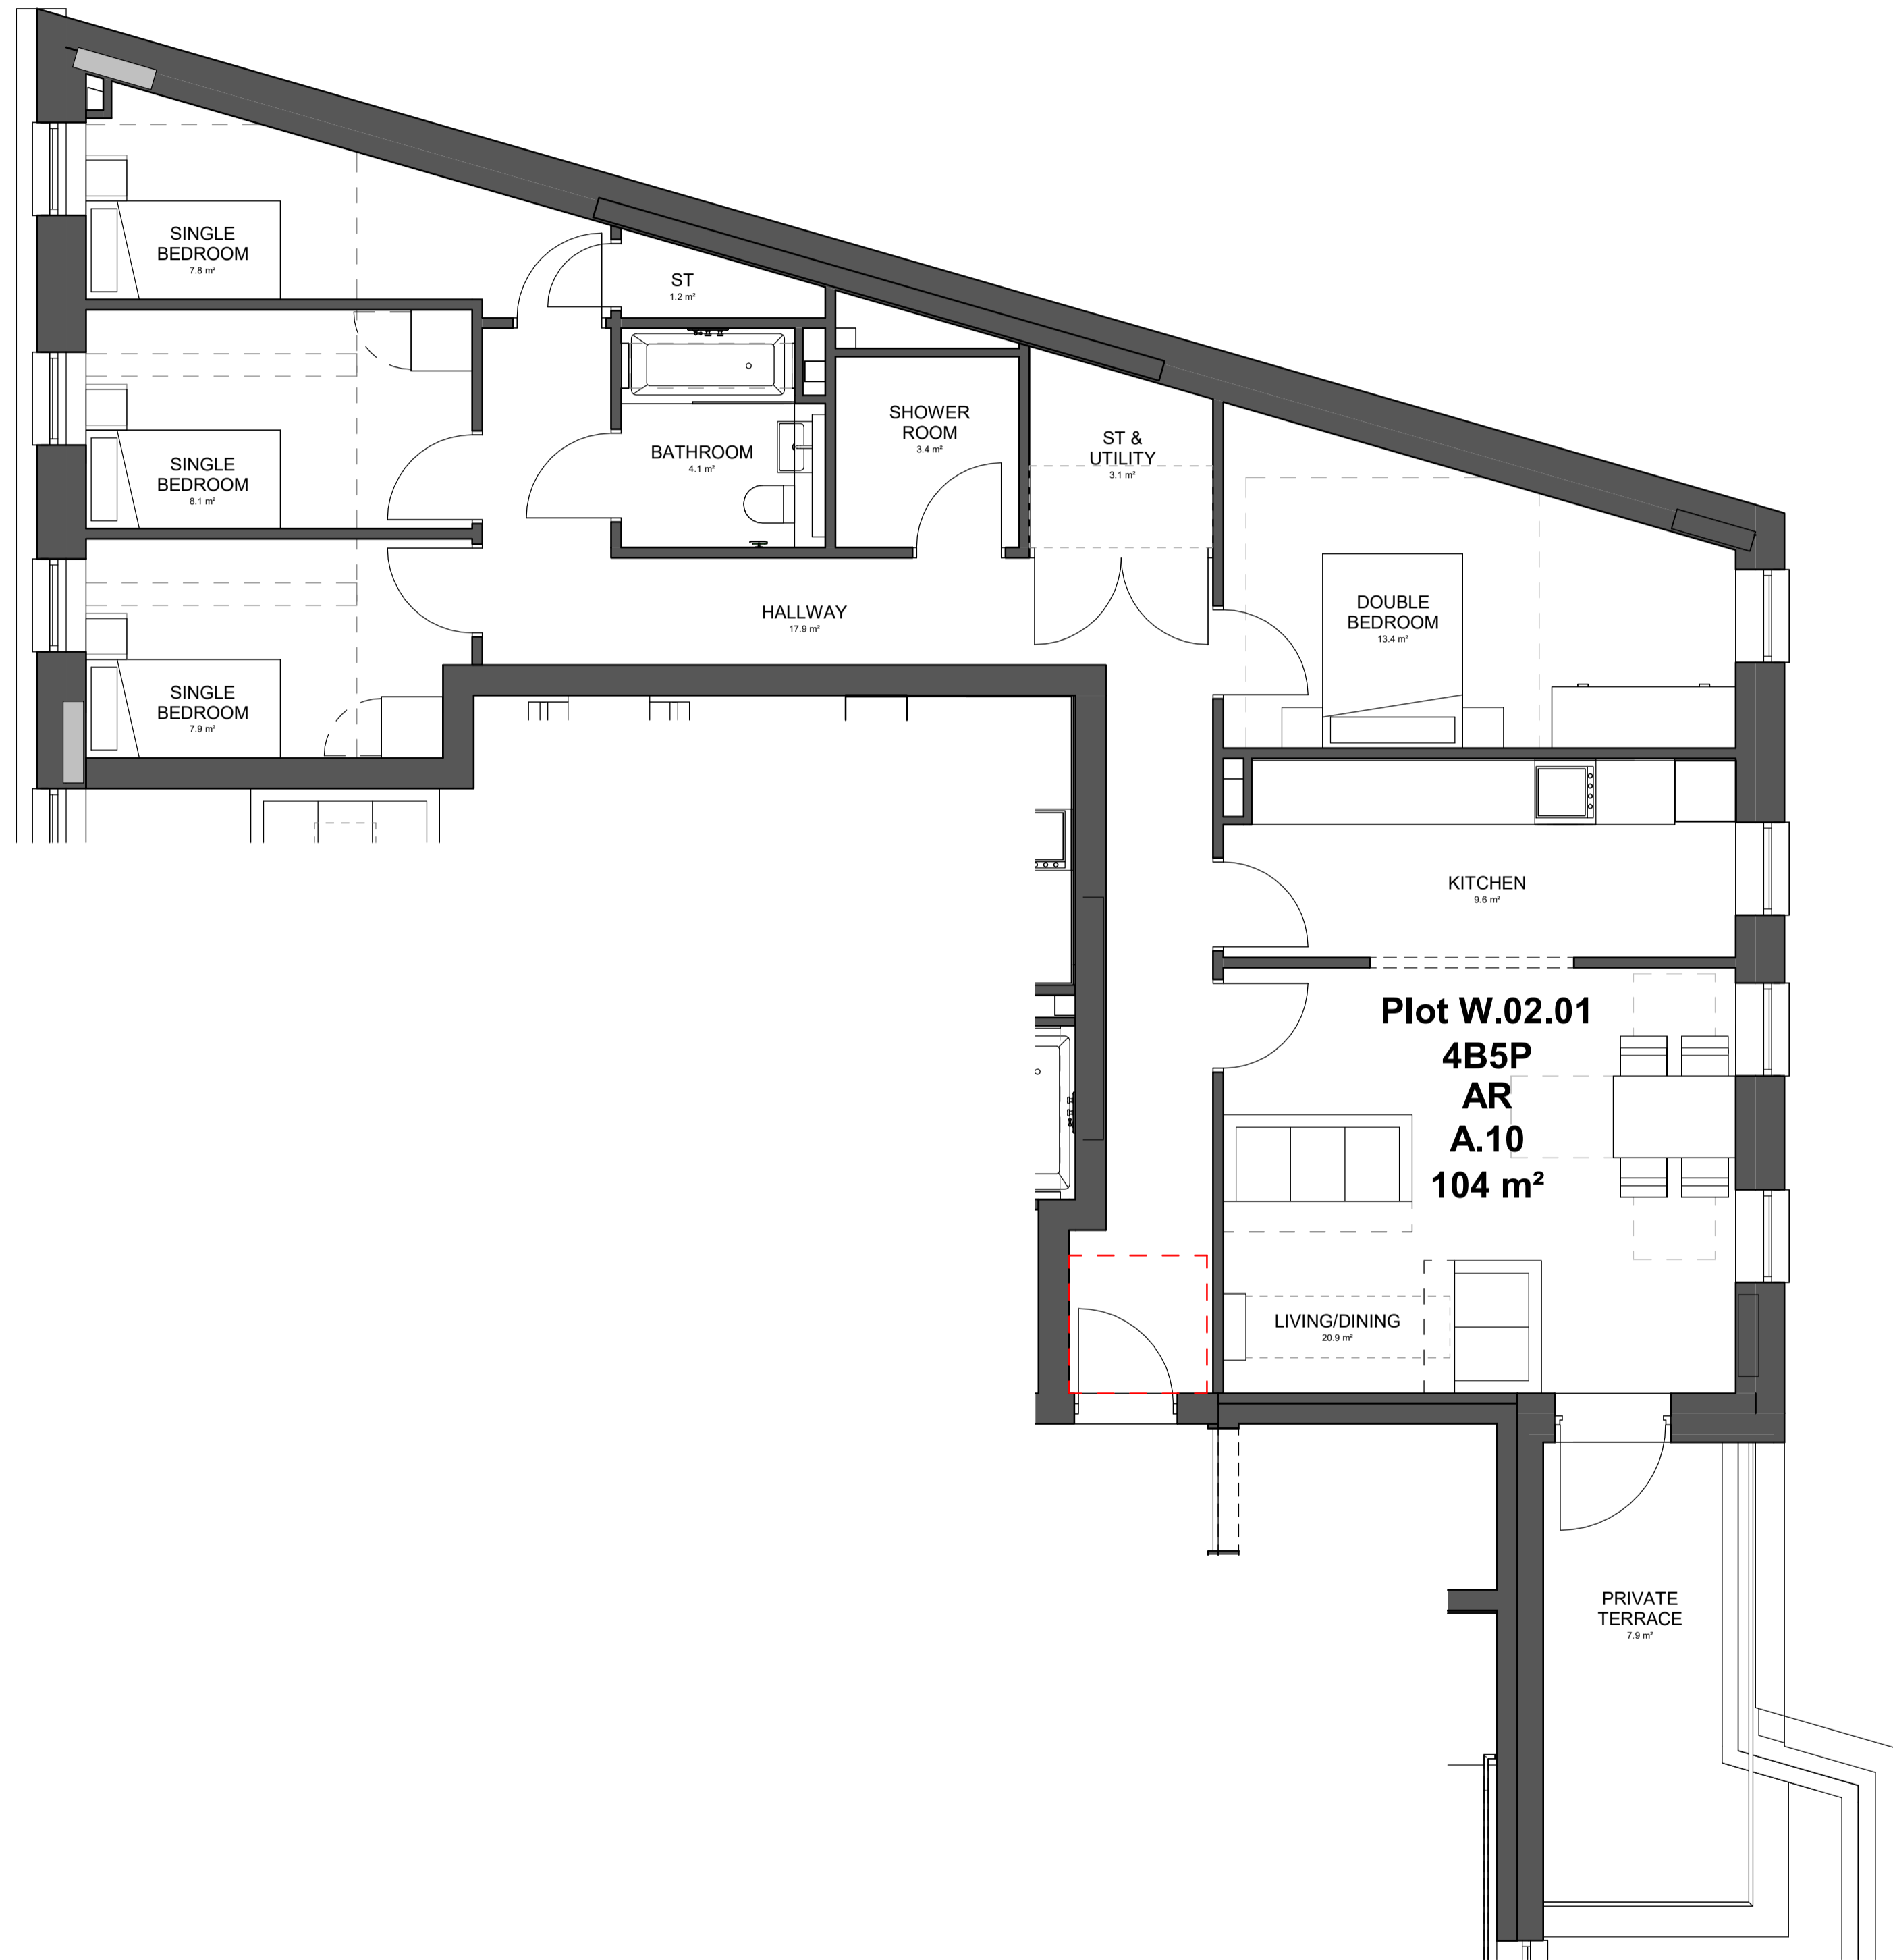 SINGLE
BEDROOM
7.8 m²
ST
1.2 m²
SINGLE
BEDROOM
8.1 m²
BATHROOM
4.1 m²
SHOWER
ROOM
3.4 m²
ST &
UTILITY
3.1 m²
SINGLE
BEDROOM
7.9 m²
HALLWAY
17.9 m²
DOUBLE
BEDROOM
13.4 m²
KITCHEN
9.6 m²
Plot W.02.01
4B5P
AR
A.10
104 m²
LIVING/DINING
20.9 m²
PRIVATE
TERRACE
7.9 m²